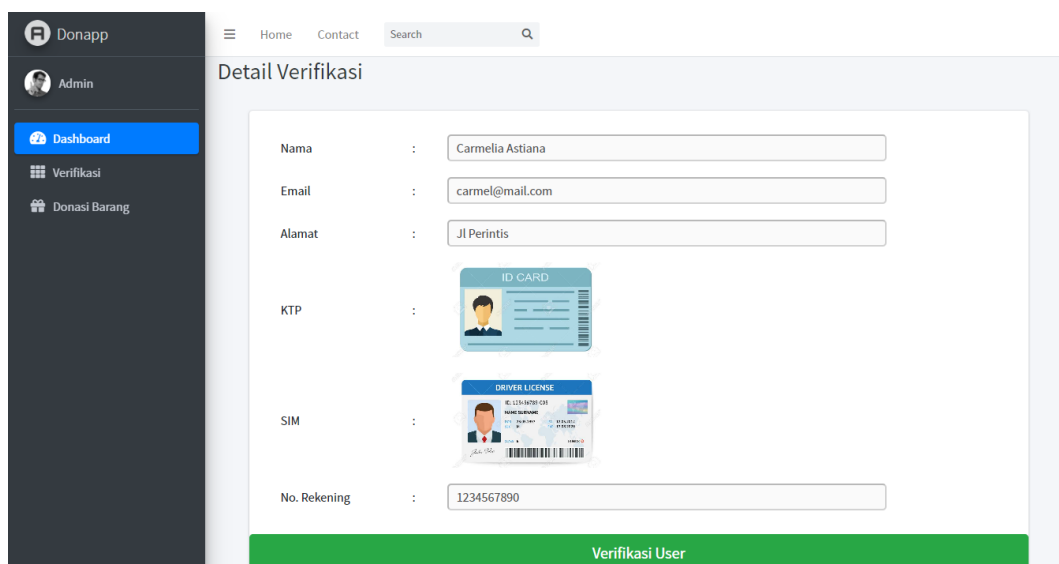 Donapp
Home Contact Search
Admin
Detail Verifikasi
Dashboard
Verifikasi
Donasi Barang
Nama : Carmelia Astiana
Email : carmel@mail.com
Alamat : Jl Perintis
KTP :
ID CARD
SIM :
DRIVER LICENSE
No. Rekening : 1234567890
Verifikasi User